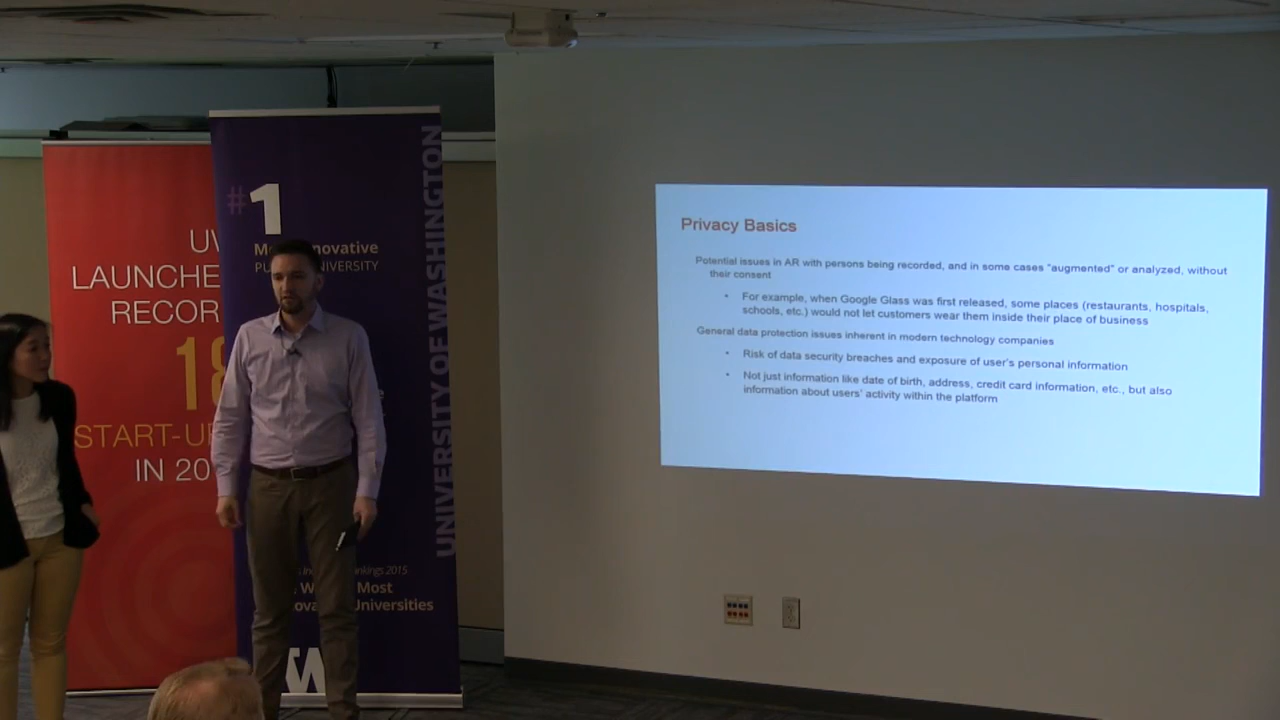 UW
LAUNCHE
RECOR
18
START-U
IN 20
#1
Most Innovative
PU UNIVERSITY
UNIVERSITY OF WASHINGTON
ankings 2015
W Most
ovat Universities
W
Privacy Basics
Potential issues in AR with persons being recorded, and in some cases "augmented" or analyzed, without
their consent
• For example, when Google Glass was first released, some places (restaurants, hospitals,
schools, etc.) would not let customers wear them inside their place of business
General data protection issues inherent in modern technology companies
• Risk of data security breaches and exposure of user's personal information
• Not just information like date of birth, address, credit card information, etc., but also
information about users' activity within the platform